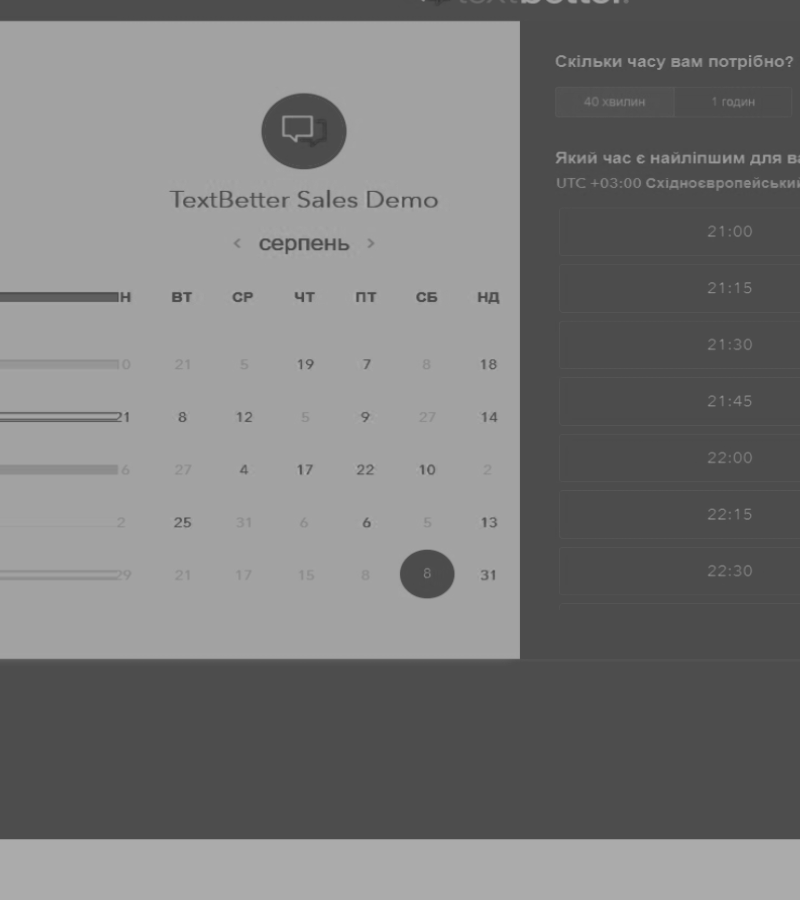 textbetter
TextBetter Sales Demo
< серпень >
Н ВТ СР ЧТ ПТ СБ НД
0 21 5 19 7 8 18
21 8 12 5 9 27 14
6 27 4 17 22 10 2
2 25 31 6 6 5 13
29 21 17 15 8 8 31
Скільки часу вам потрібно?
40 хвилин 1 годин
Який час є найліпшим для ва
UTC +03:00 Східноєвропейський
21:00
21:15
21:30
21:45
22:00
22:15
22:30